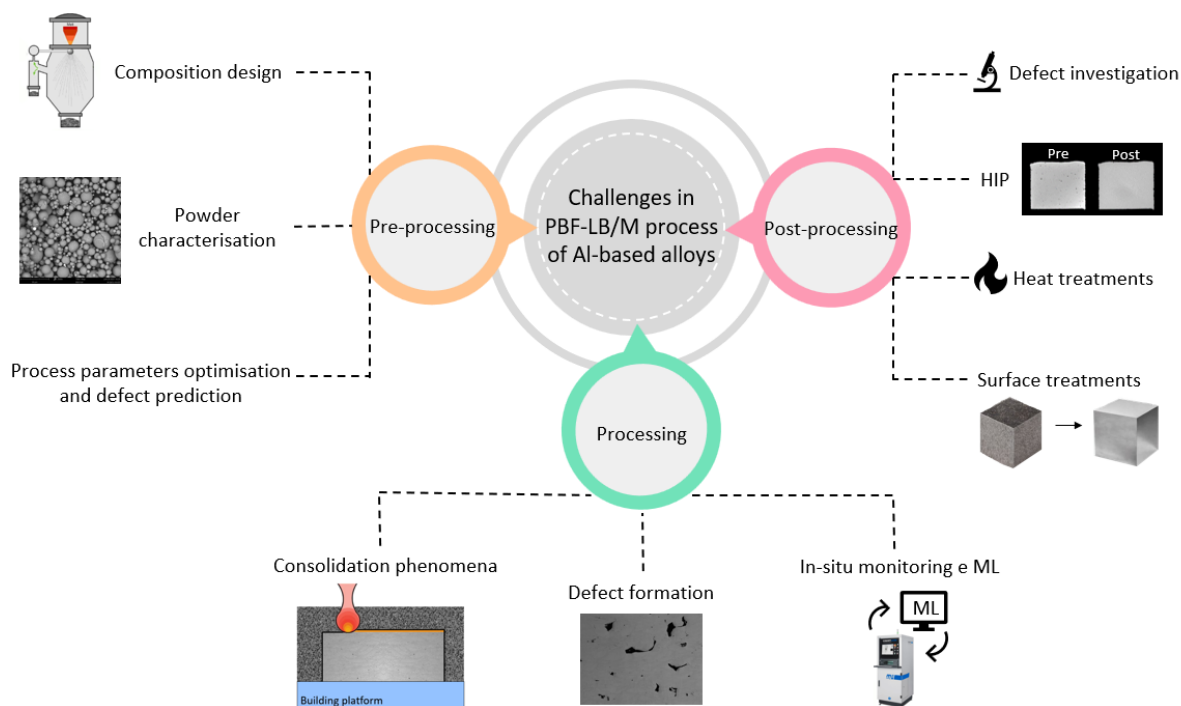 Composition design
Powder
characterisation
Process parameters optimisation
and defect prediction
Pre-processing
Challenges in
PBF-LB/M process
of Al-based alloys
Post-processing
Defect investigation
HIP
Pre
Post
Heat treatments
Surface treatments
Processing
Consolidation phenomena
Building platform
Defect formation
In-situ monitoring e ML
ML